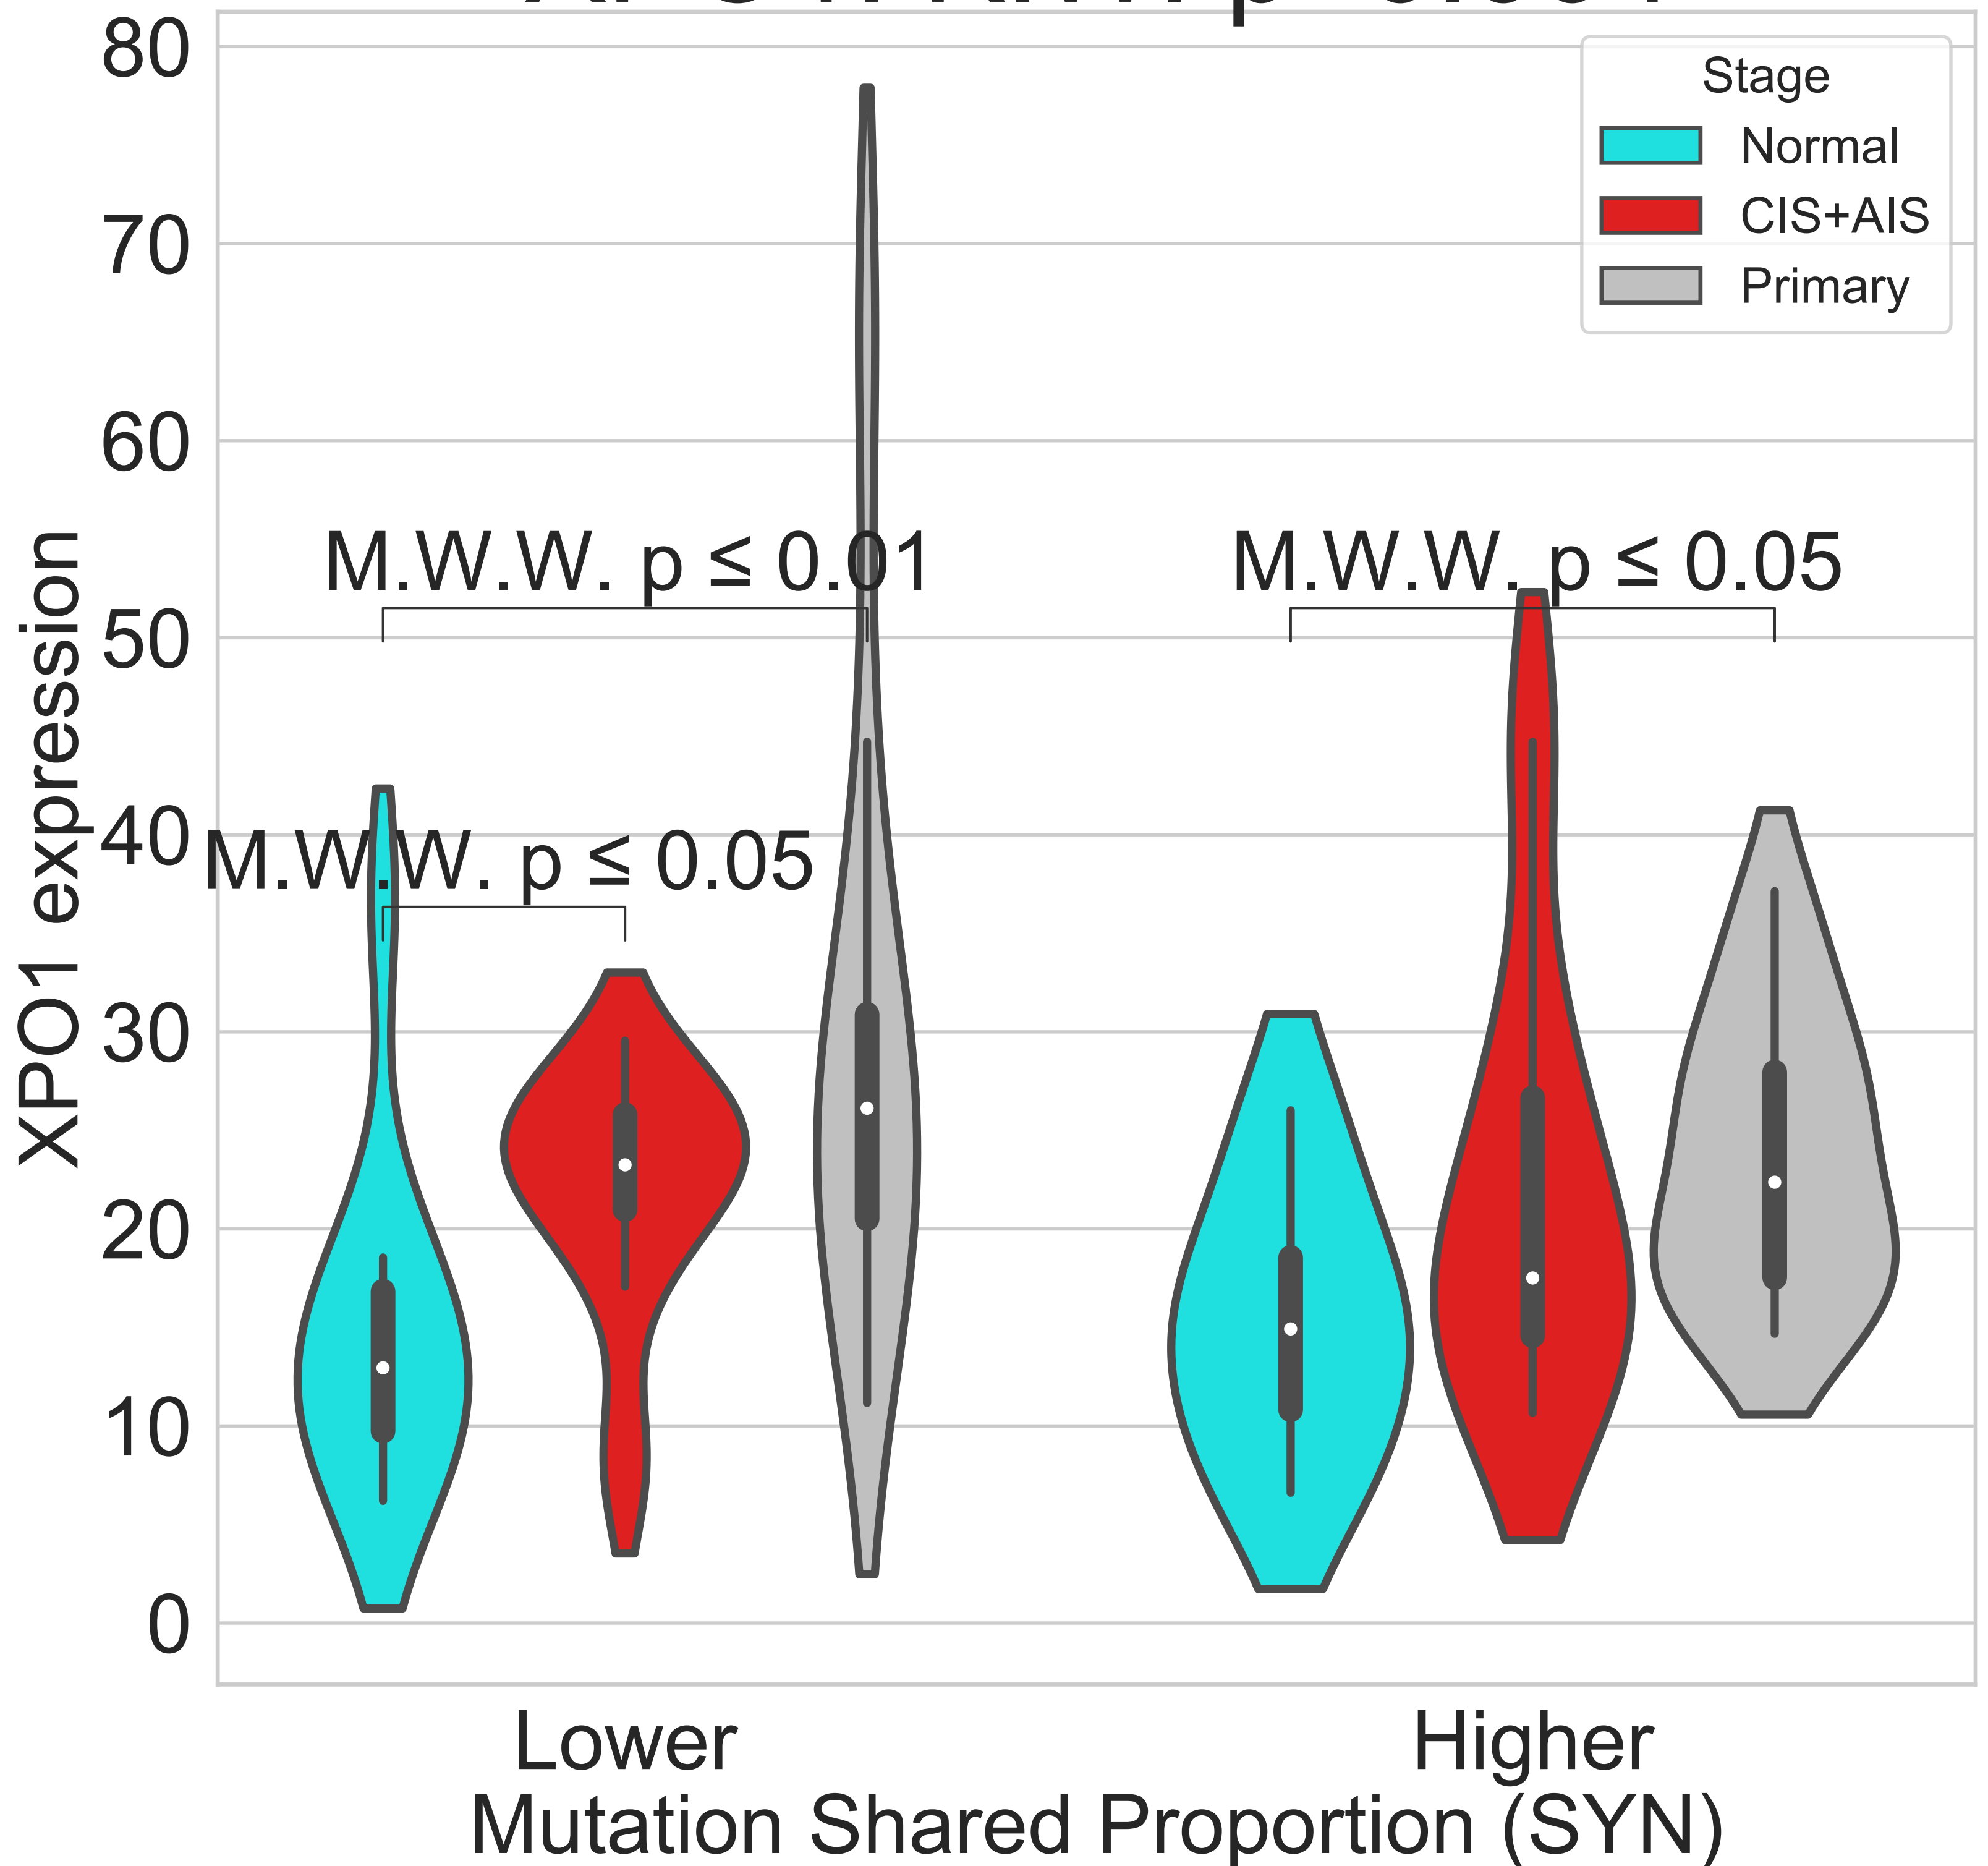 80
70
60
50
40
30
20
10
0
XPO1 expression
Stage
Normal
CIS+AIS
Primary
M.W.W. p ≤ 0.01
M.W.W. p ≤ 0.05
M.W.W. p ≤ 0.05
Lower
Higher
Mutation Shared Proportion (SYN)